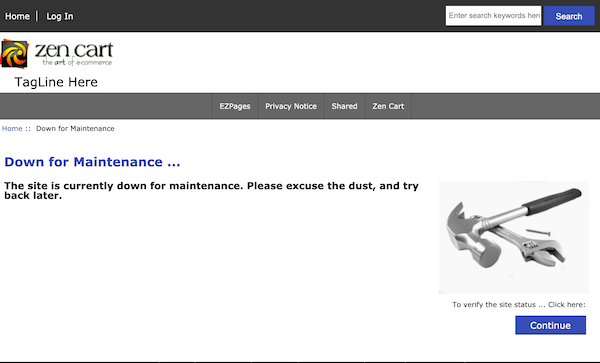 Home Log In
Enter search keywords here
Search
zen cart
the art of e-commerce
TagLine Here
EZPages Privacy Notice Shared Zen Cart
Home :: Down for Maintenance
Down for Maintenance ...
The site is currently down for maintenance. Please excuse the dust, and try
back later.
To verify the site status ... Click here:
Continue